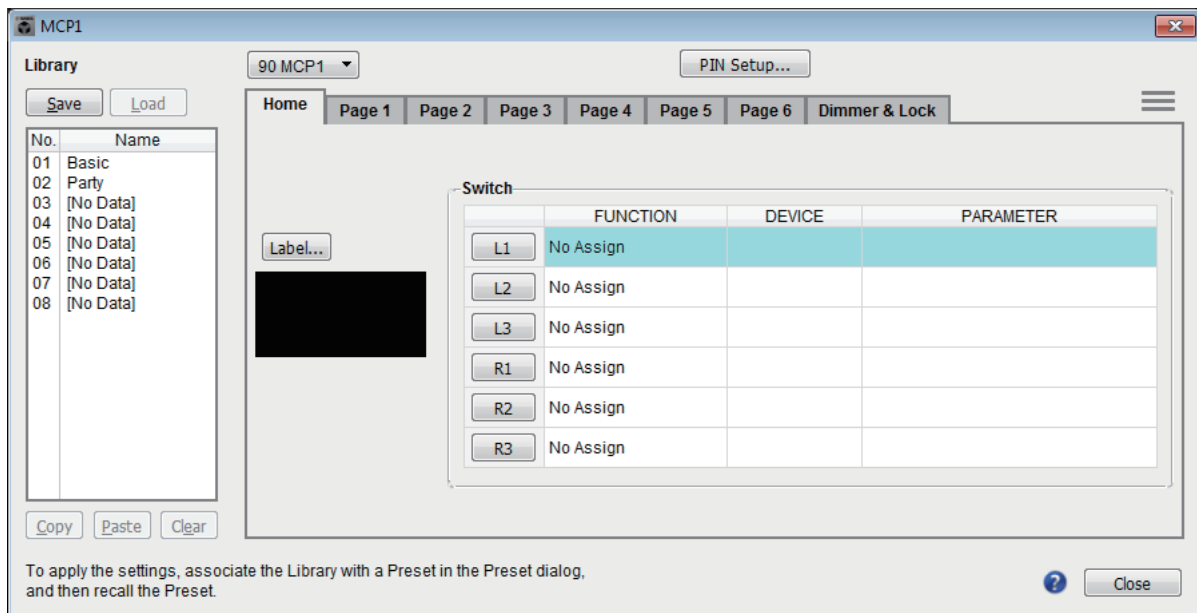 MCP1
Library
90 MCP1
PIN Setup...
Save Load
Home Page 1 Page 2 Page 3 Page 4 Page 5 Page 6 Dimmer & Lock
No. Name
01 Basic
02 Party
03 [No Data]
04 [No Data]
05 [No Data]
06 [No Data]
07 [No Data]
08 [No Data]
Copy Paste Clear
Label...
Switch
FUNCTION DEVICE PARAMETER
L1 No Assign
L2 No Assign
L3 No Assign
R1 No Assign
R2 No Assign
R3 No Assign
To apply the settings, associate the Library with a Preset in the Preset dialog,
and then recall the Preset.
? Close